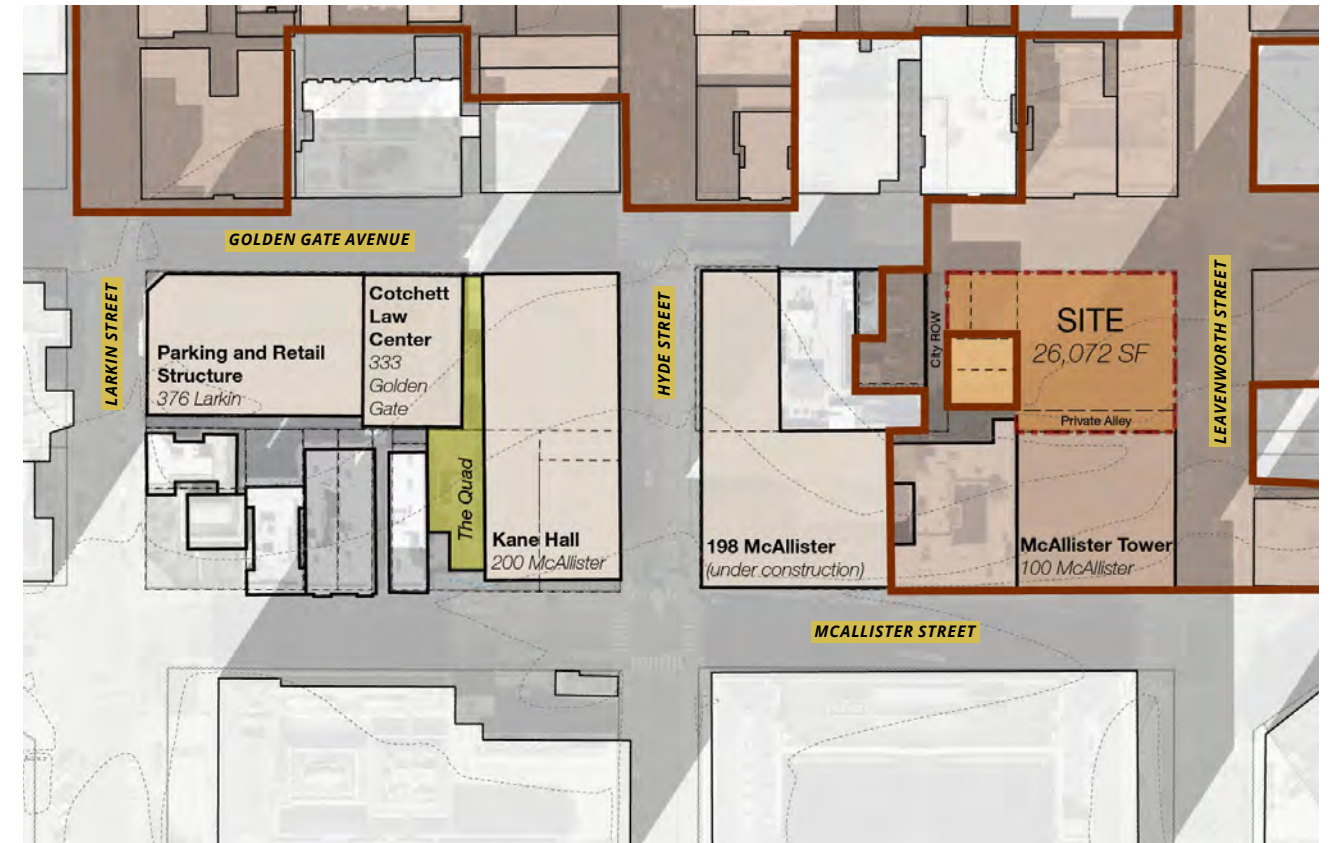 GOLDEN GATE AVENUE
LARKIN STREET
Parking and Retail
Structure
376 Larkin
Cotchett
Law
Center
333
Golden
Gate
The Quad
Kane Hall
200 McAllister
HYDE STREET
198 McAllister
(under construction)
City ROW
SITE
26,072 SF
Private Alley
McAllister Tower
100 McAllister
LEAVENWORTH STREET
MCALLISTER STREET